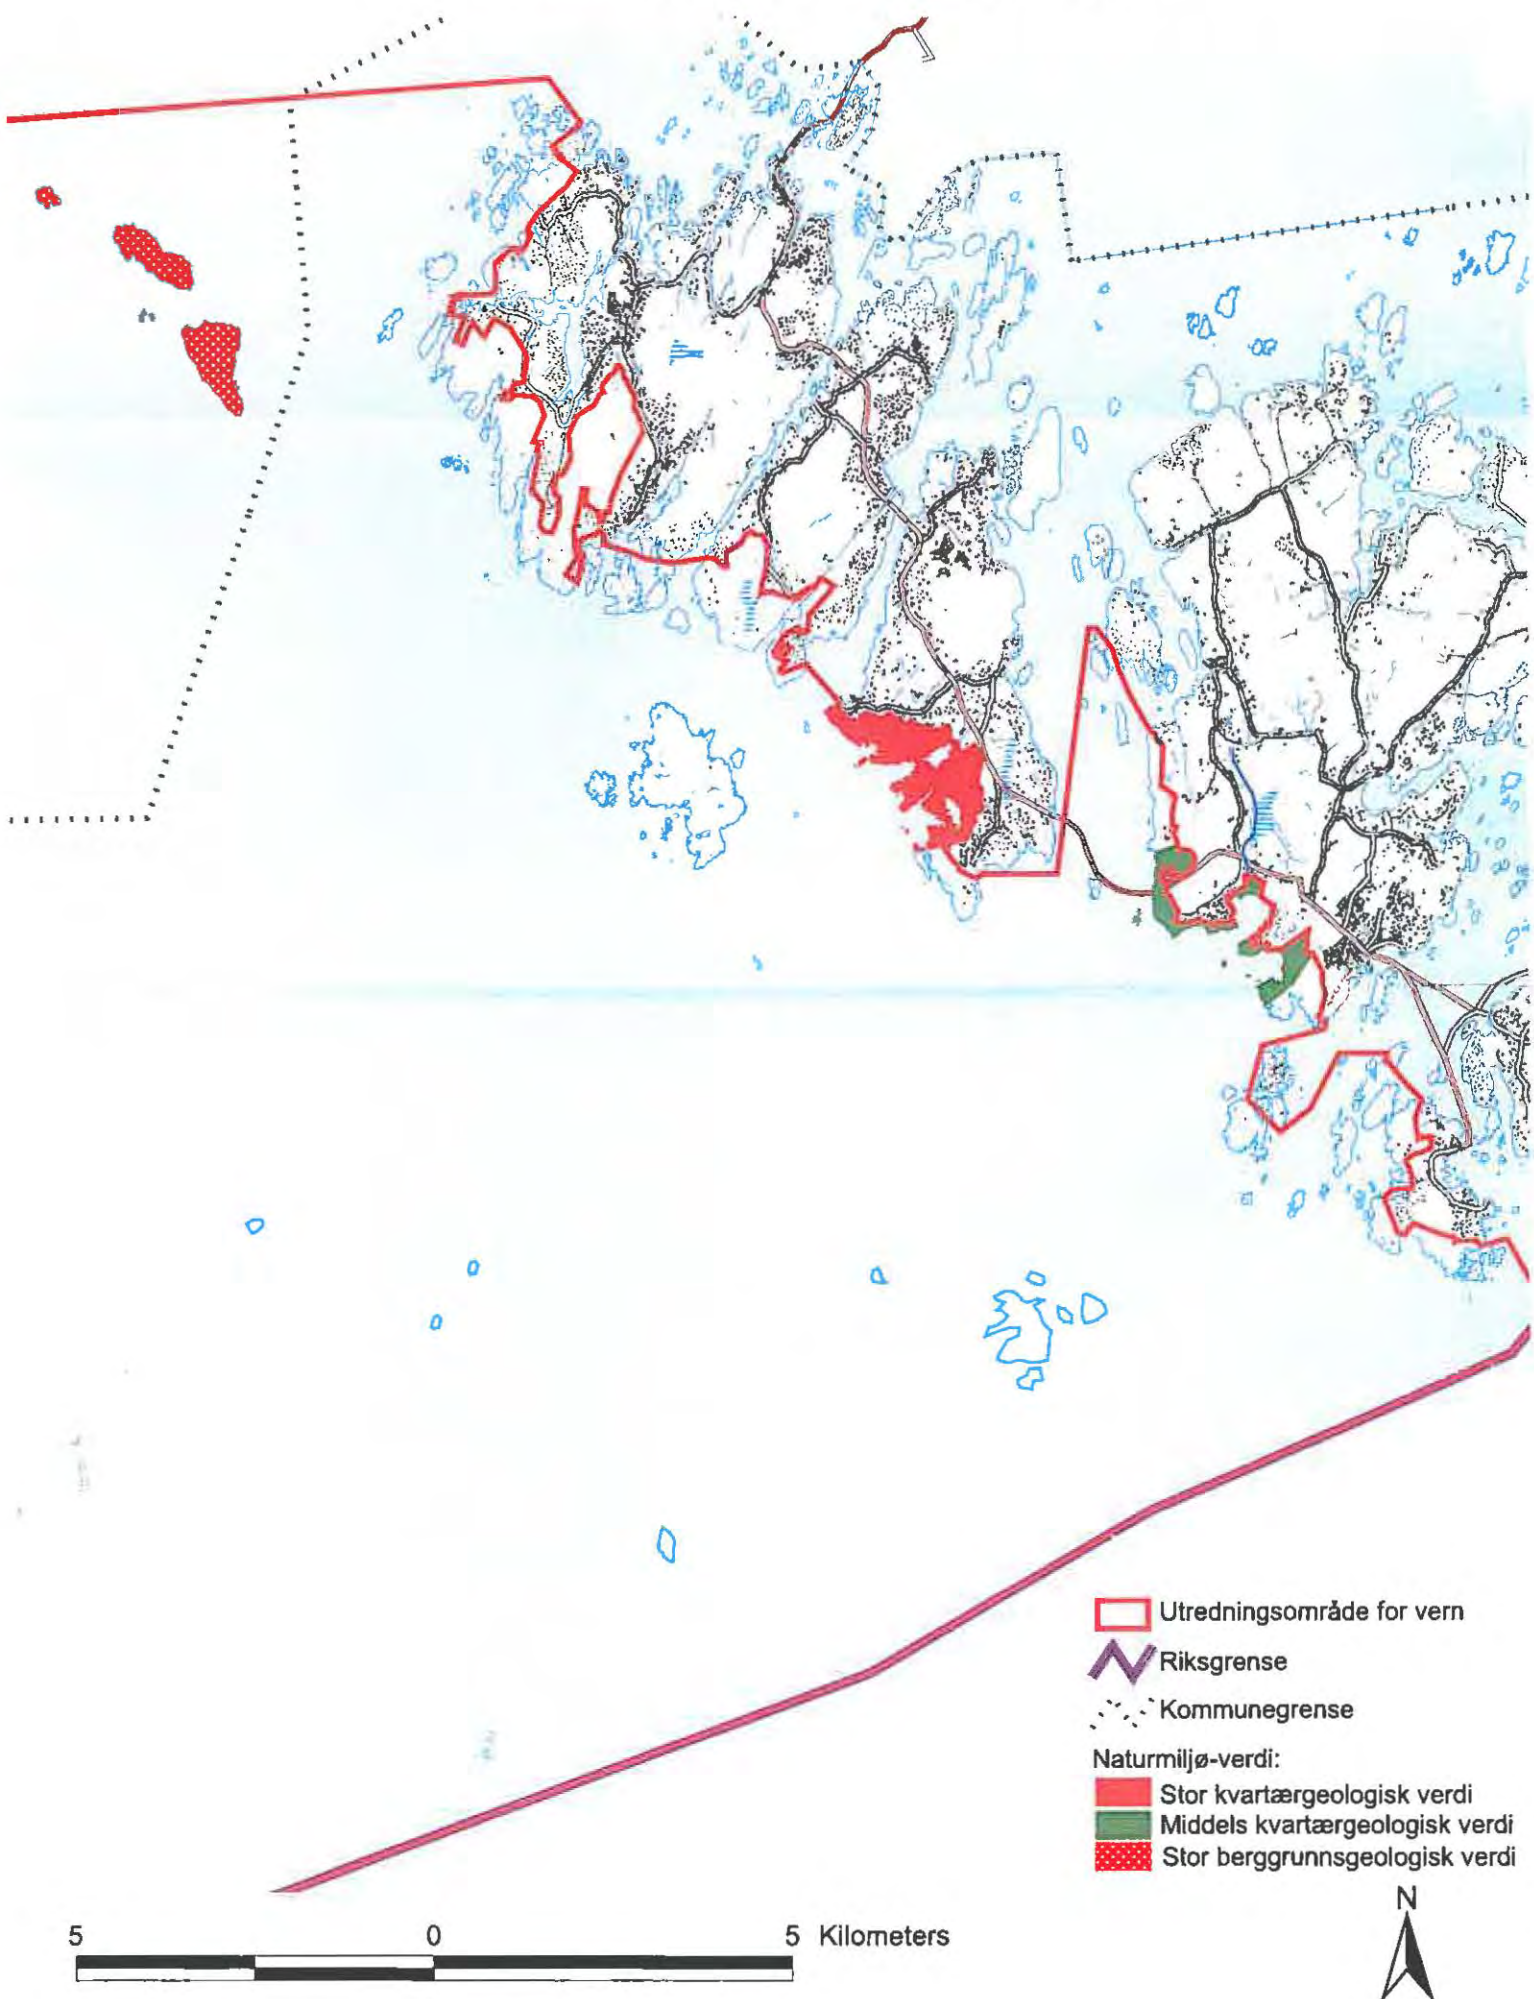 Utredningsområde for vern
Riksgrense
Kommunegrense
Naturmiljø-verdi:
Stor kvartærgeologisk verdi
Middels kvartærgeologisk verdi
Stor berggrunnsgeologisk verdi
N
5 0 5 Kilometers